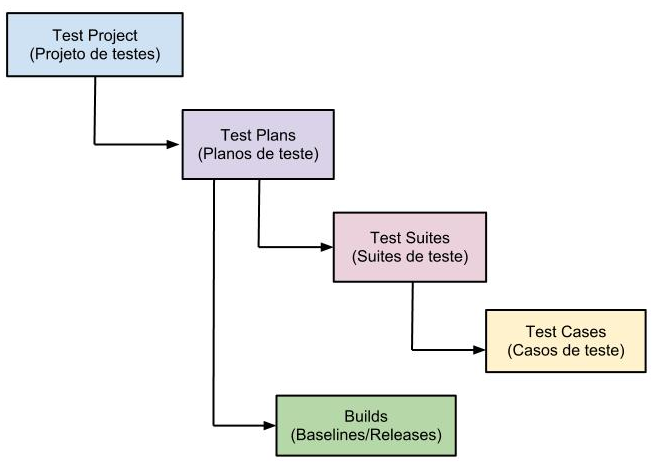 Test Project
(Projeto de testes)
Test Plans
(Planos de teste)
Test Suites
(Suites de teste)
Test Cases
(Casos de teste)
Builds
(Baselines/Releases)